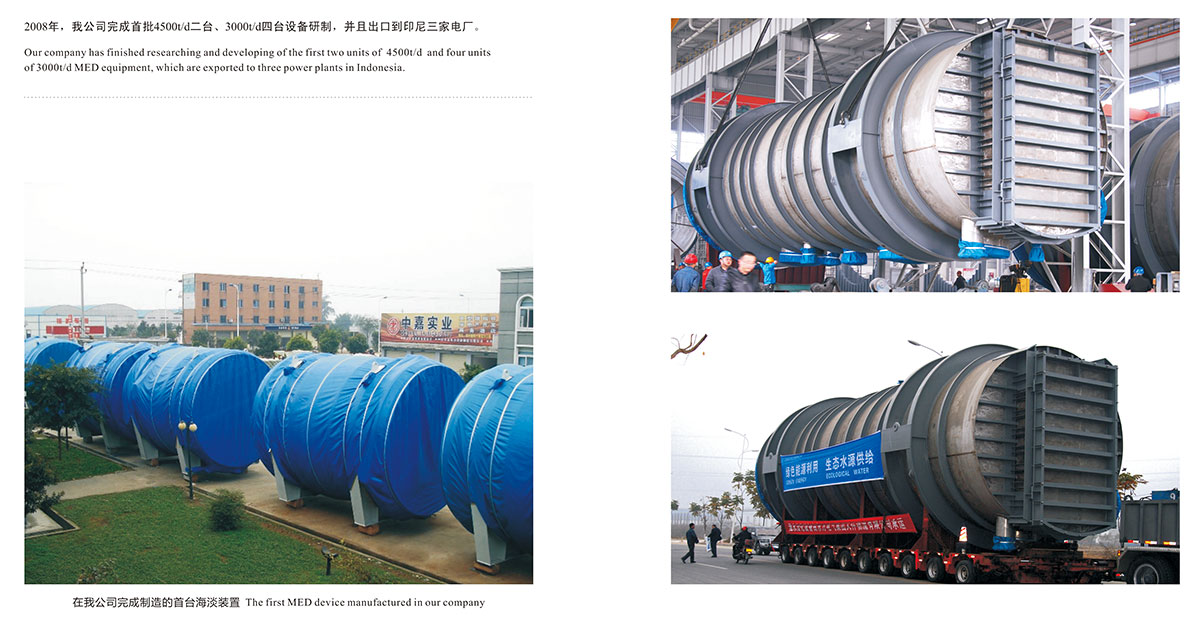 2008年，我公司完成首批4500t/d二台、3000t/d四台设备研制，并且出口到印尼三家电厂。
Our company has finished researching and developing of the first two units of 4500t/d and four units
of 3000t/d MED equipment, which are exported to three power plants in Indonesia.
中嘉实业
绿色能源利用 生态水源供给
GREEN ENERGY ECOLOGICAL WATER
在我公司完成制造的首台海淡装置 The first MED device manufactured in our company